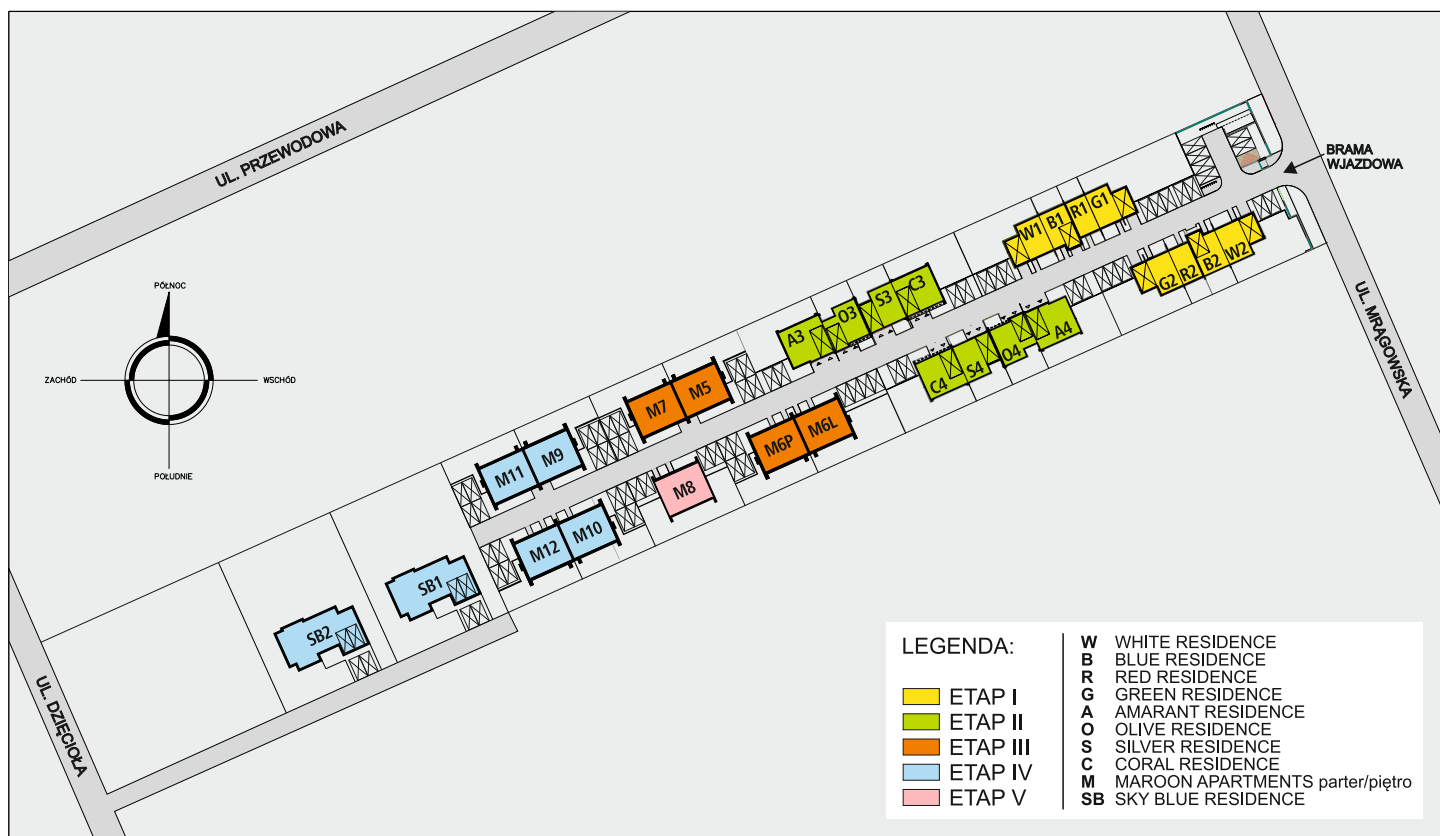 UL. PRZEWODOWA
BRAMA
WJAZDOWA
W1
B1
R1
G1
G2
R2
B2
W2
UL. MRĄGOWSKA
A3
O3
S3
C3
C4
S4
O4
A4
PÓŁNOC
ZACHÓD
WSCHÓD
POŁUDNIE
M7
M5
M6P
M6L
M11
M9
M8
M12
M10
SB1
SB2
UL. DZIĘCIOŁA
LEGENDA:
ETAP I
ETAP II
ETAP III
ETAP IV
ETAP V
W WHITE RESIDENCE
B BLUE RESIDENCE
R RED RESIDENCE
G GREEN RESIDENCE
A AMARANT RESIDENCE
O OLIVE RESIDENCE
S SILVER RESIDENCE
C CORAL RESIDENCE
M MAROON APARTMENTS parter/piętro
SB SKY BLUE RESIDENCE